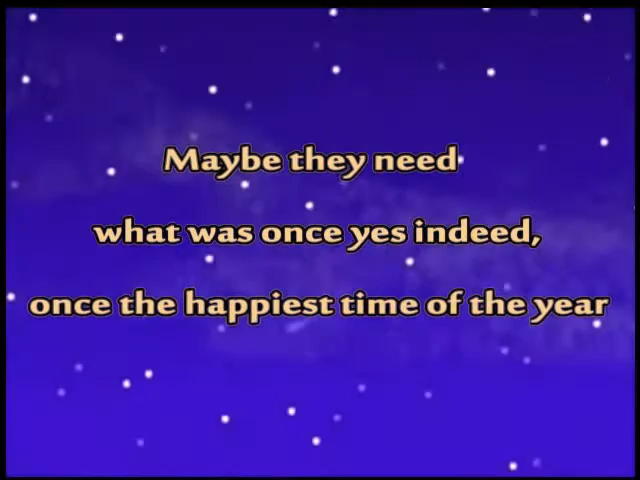 Maybe they need
what was once yes indeed,
once the happiest time of the year